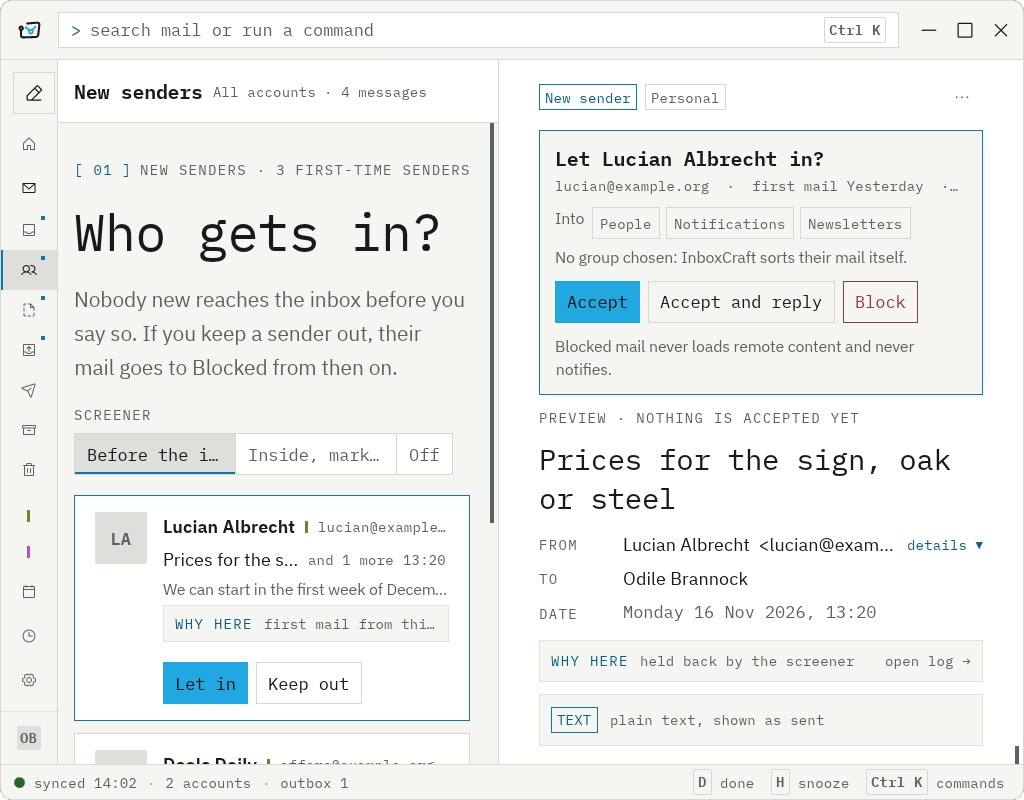 > search mail or run a command Ctrl K
New senders All accounts · 4 messages
[ 01 ] NEW SENDERS · 3 FIRST-TIME SENDERS
Who gets in?
Nobody new reaches the inbox before you
say so. If you keep a sender out, their
mail goes to Blocked from then on.
SCREENER
Before the i… Inside, mark… Off
LA Lucian Albrecht lucian@example…
Prices for the s… and 1 more 13:20
We can start in the first week of Decem…
WHY HERE first mail from thi…
Let in Keep out
New sender Personal ...
Let Lucian Albrecht in?
lucian@example.org · first mail Yesterday ·…
Into People Notifications Newsletters
No group chosen: InboxCraft sorts their mail itself.
Accept Accept and reply Block
Blocked mail never loads remote content and never
notifies.
PREVIEW · NOTHING IS ACCEPTED YET
Prices for the sign, oak
or steel
FROM Lucian Albrecht <lucian@exam… details ▾
TO Odile Brannock
DATE Monday 16 Nov 2026, 13:20
WHY HERE held back by the screener open log →
TEXT plain text, shown as sent
OB
synced 14:02 · 2 accounts · outbox 1
D done H snooze Ctrl K commands